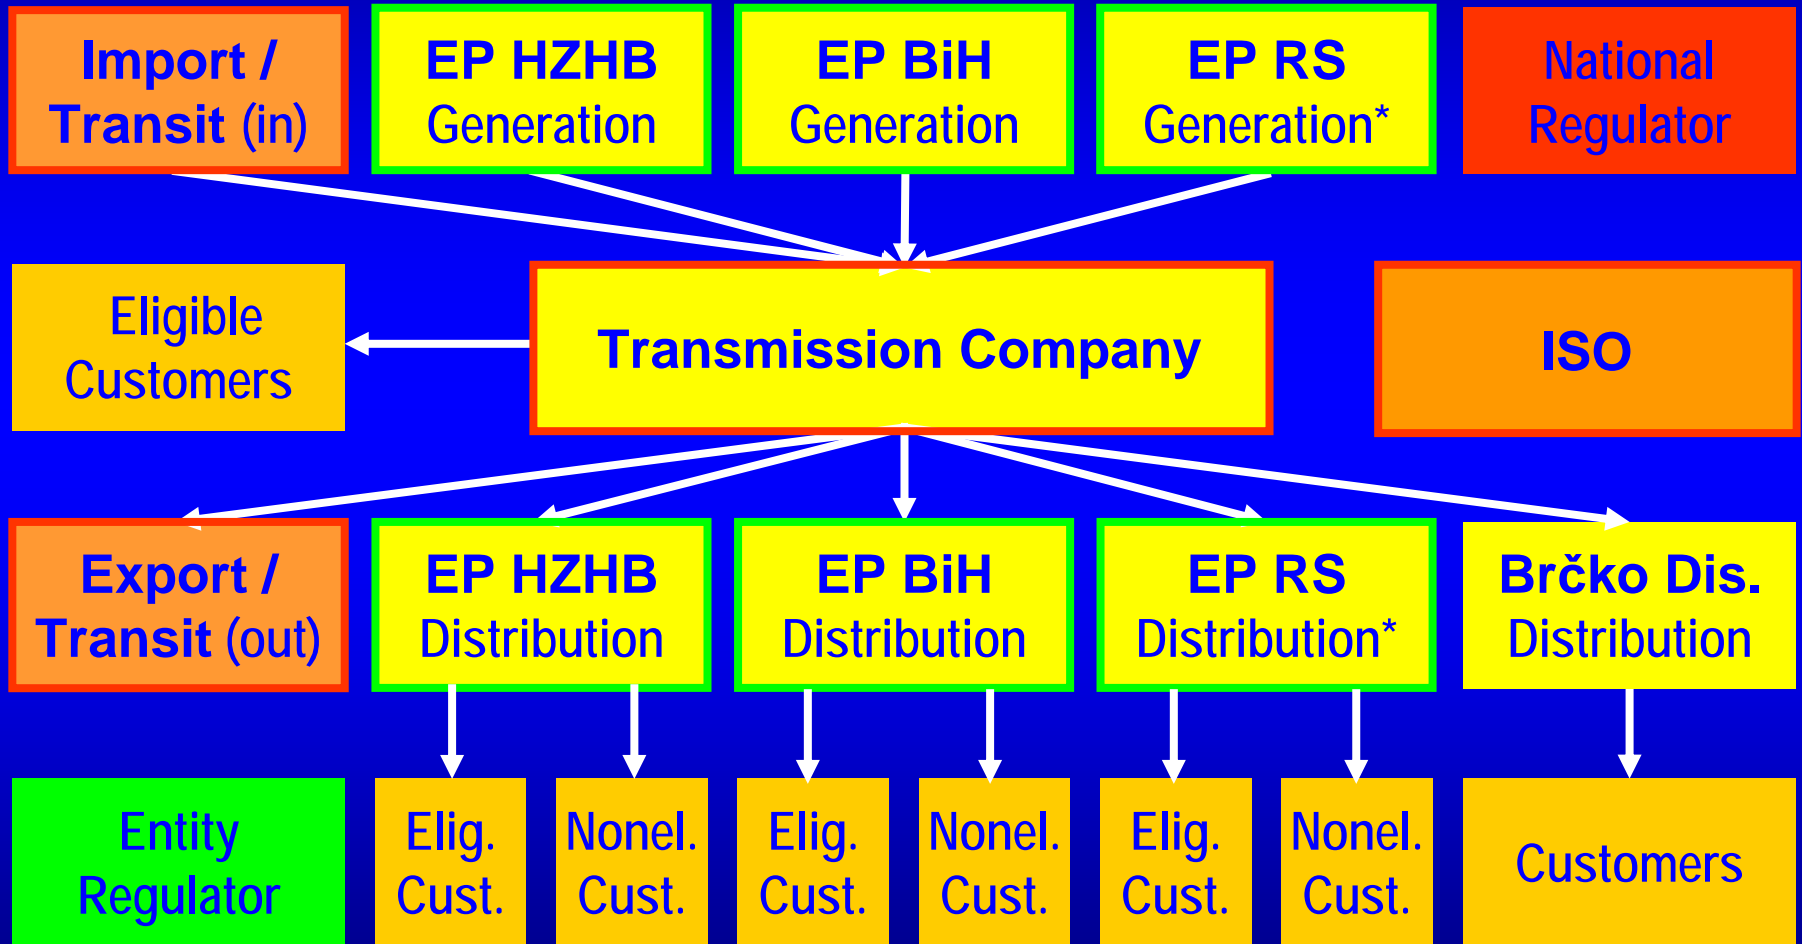 Import /
Transit (in)
EP HZHB
Generation
EP BiH
Generation
EP RS
Generation*
National
Regulator
Eligible
Customers
Transmission Company
ISO
Export /
Transit (out)
EP HZHB
Distribution
EP BiH
Distribution
EP RS
Distribution*
Brčko Dis.
Distribution
Entity
Regulator
Elig.
Cust.
Nonel.
Cust.
Elig.
Cust.
Nonel.
Cust.
Elig.
Cust.
Nonel.
Cust.
Customers